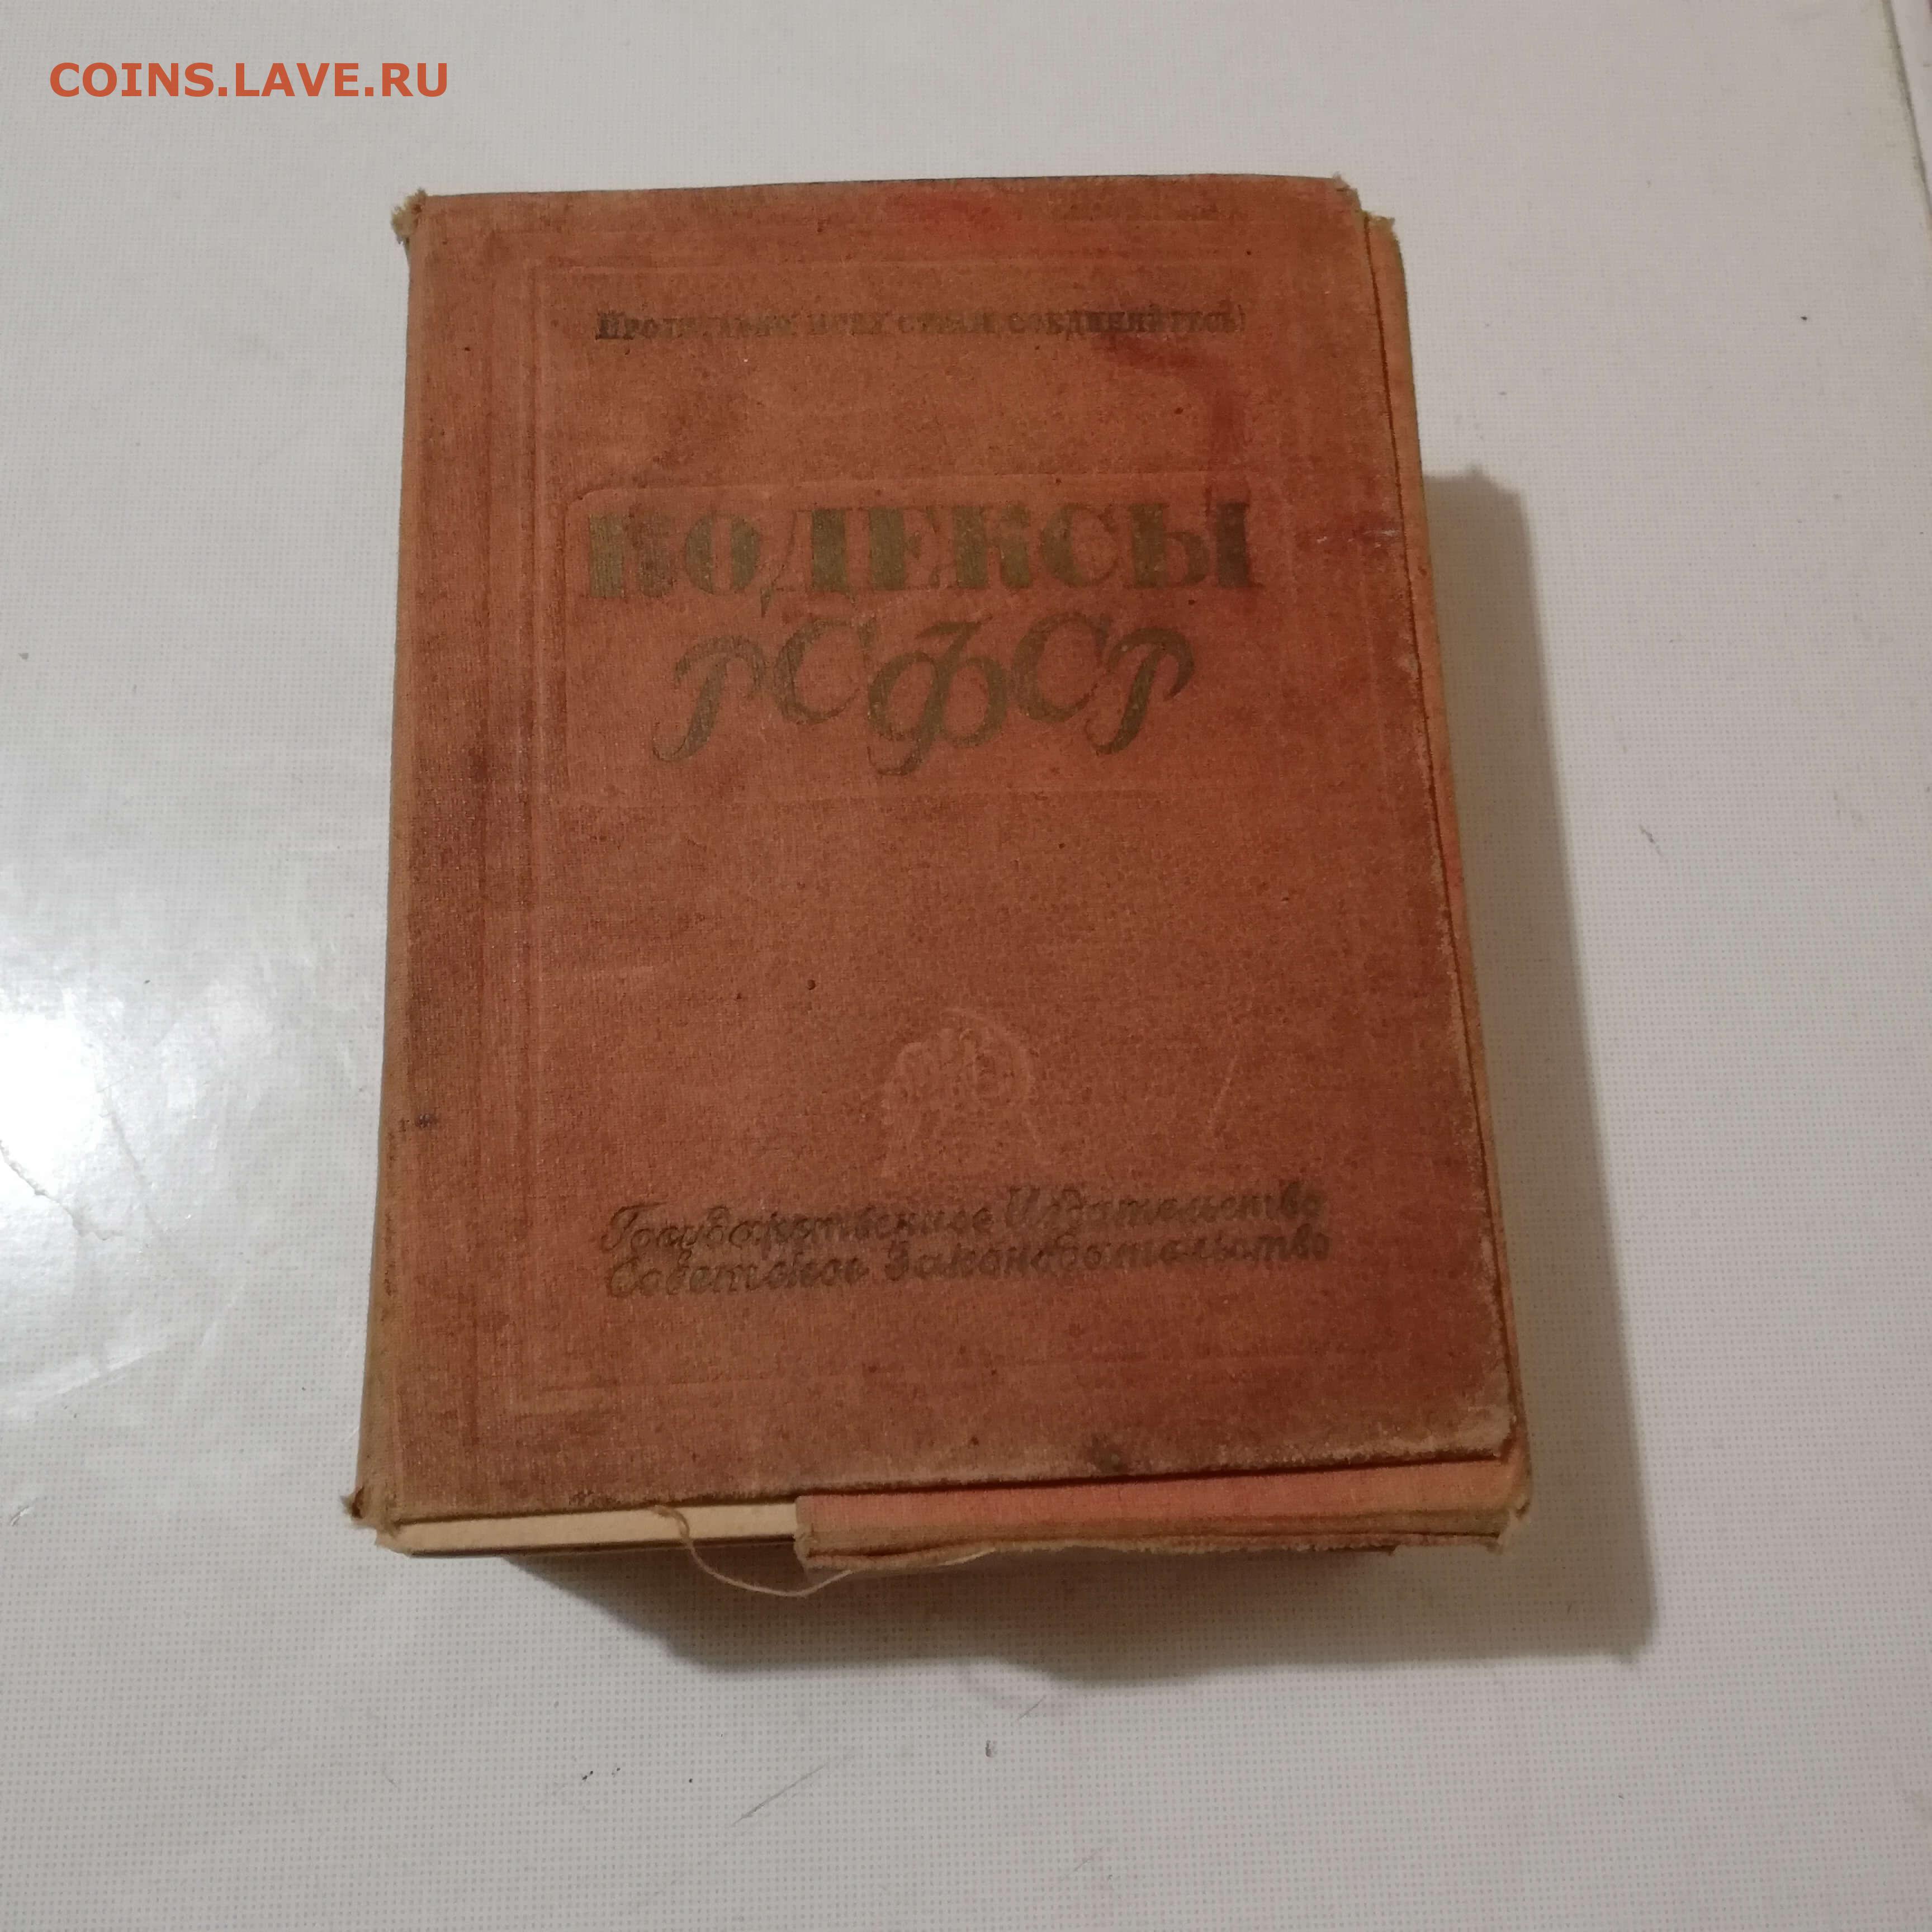 COINS.LAVE.RU
Пролетарии всех стран, соединяйтесь!
КОДЕКСЫ
РСФСР
Государственное Издательство
Советское Законодательство